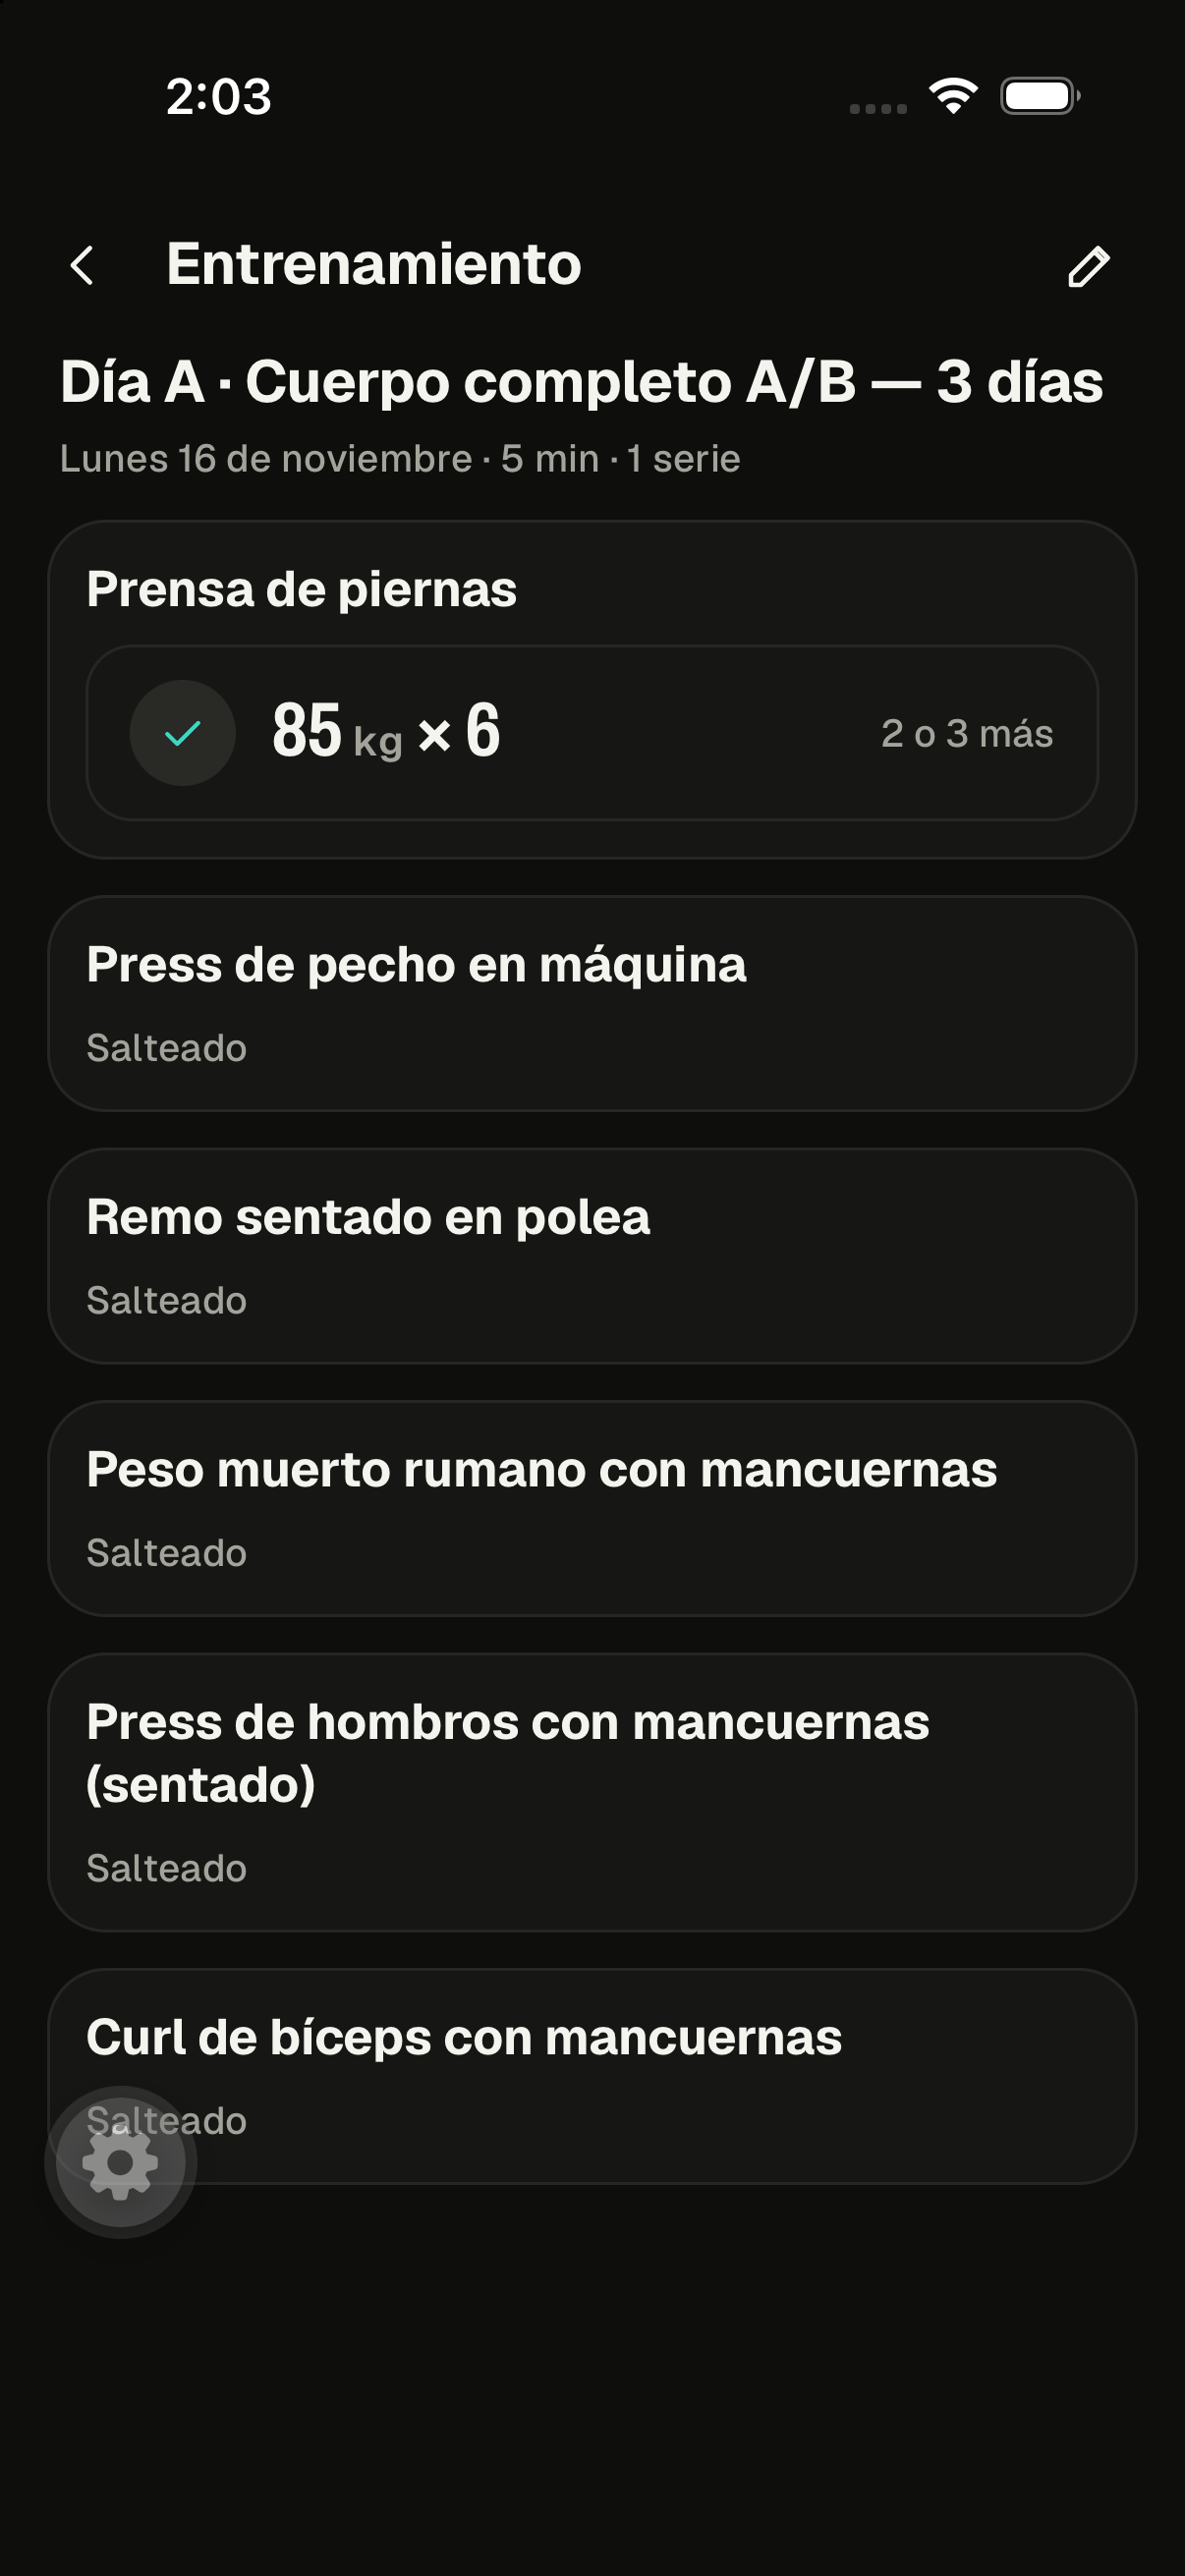 2:03
Entrenamiento
Día A · Cuerpo completo A/B — 3 días
Lunes 16 de noviembre · 5 min · 1 serie
Prensa de piernas
85 kg × 6
2 o 3 más
Press de pecho en máquina
Salteado
Remo sentado en polea
Salteado
Peso muerto rumano con mancuernas
Salteado
Press de hombros con mancuernas
(sentado)
Salteado
Curl de bíceps con mancuernas
Salteado